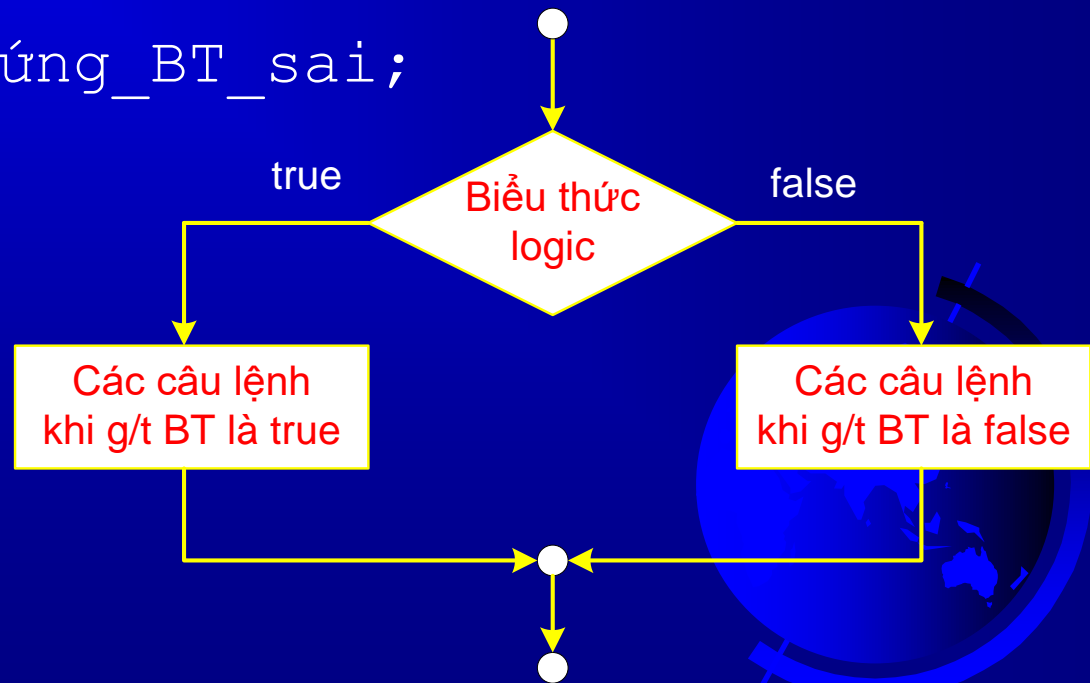 ứng_BT_sai;
true
false
Biểu thức
logic
Các câu lệnh
khi g/t BT là true
Các câu lệnh
khi g/t BT là false